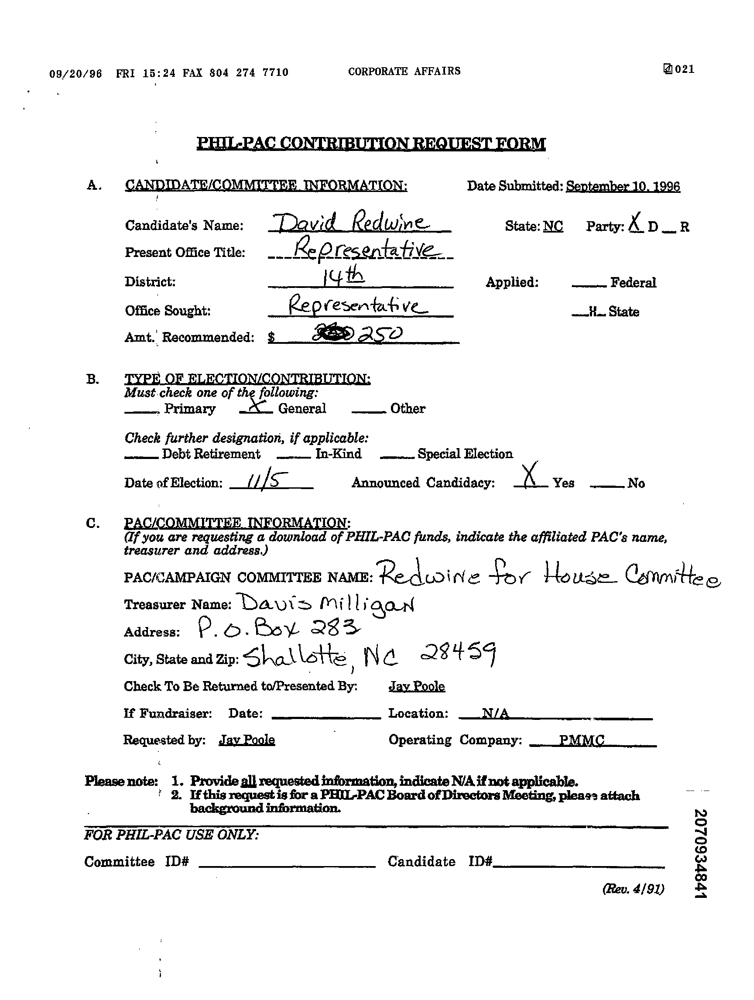 09/20/96 FRI 15:24 FAX 804 274 7710 CORPORATE AFFAIRS 021
PHIL-PAC CONTRIBUTION REQUEST FORM
A. CANDIDATE/COMMITTEE INFORMATION: Date Submitted: September 10, 1996
Candidate's Name: David Redwine State: NC Party: X D __ R
Present Office Title: Representative
District: 14th Applied: ____ Federal
Office Sought: Representative __X__ State
Amt. Recommended: $ 250
B. TYPE OF ELECTION/CONTRIBUTION:
Must check one of the following:
____ Primary X General ____ Other
Check further designation, if applicable:
____ Debt Retirement ____ In-Kind ____ Special Election
Date of Election: 11/5 Announced Candidacy: X Yes ____ No
C. PAC/COMMITTEE INFORMATION:
(If you are requesting a download of PHIL-PAC funds, indicate the affiliated PAC's name,
treasurer and address.)
PAC/CAMPAIGN COMMITTEE NAME: Redwine for House Committee
Treasurer Name: Davis Milligan
Address: P.O. Box 283
City, State and Zip: Shallotte, NC 28459
Check To Be Returned to/Presented By: Jay Poole
If Fundraiser: Date: ____ Location: N/A
Requested by: Jay Poole Operating Company: PMMC
Please note: 1. Provide all requested information, indicate N/A if not applicable.
2. If this request is for a PHIL-PAC Board of Directors Meeting, please attach
background information.
FOR PHIL-PAC USE ONLY:
Committee ID# ____ Candidate ID# ____
(Rev. 4/91)
2070934841